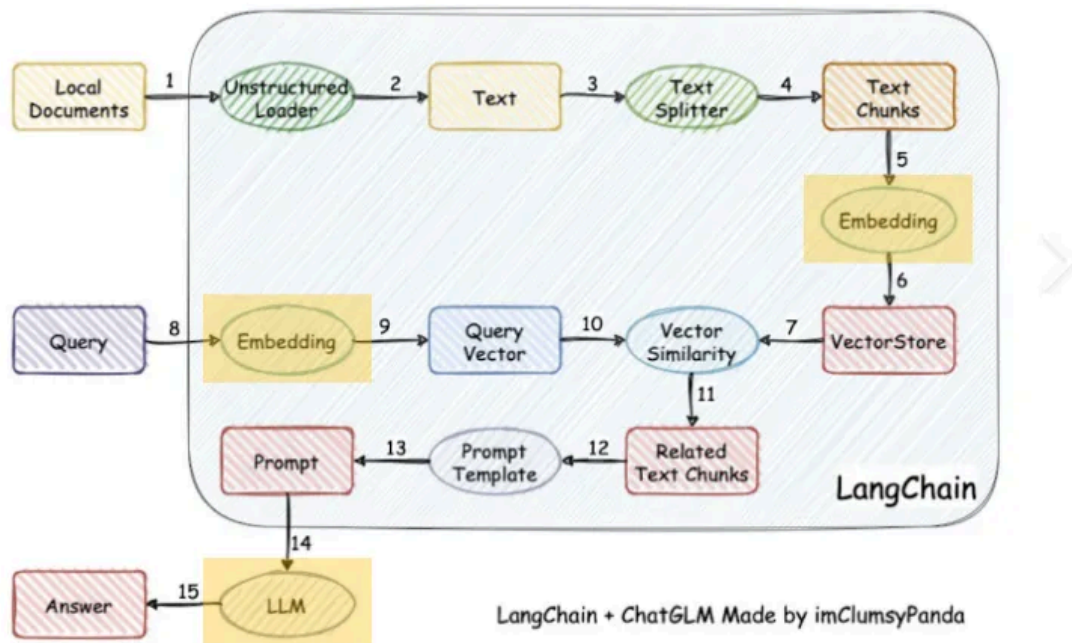 Local
Documents
1
Unstructured
Loader
2
Text
3
Text
Splitter
4
Text
Chunks
5
Embedding
6
Query
8
Embedding
9
Query
Vector
10
Vector
Similarity
7
VectorStore
11
Prompt
13
Prompt
Template
12
Related
Text Chunks
LangChain
14
Answer
15
LLM
LangChain + ChatGLM Made by imClumsyPanda